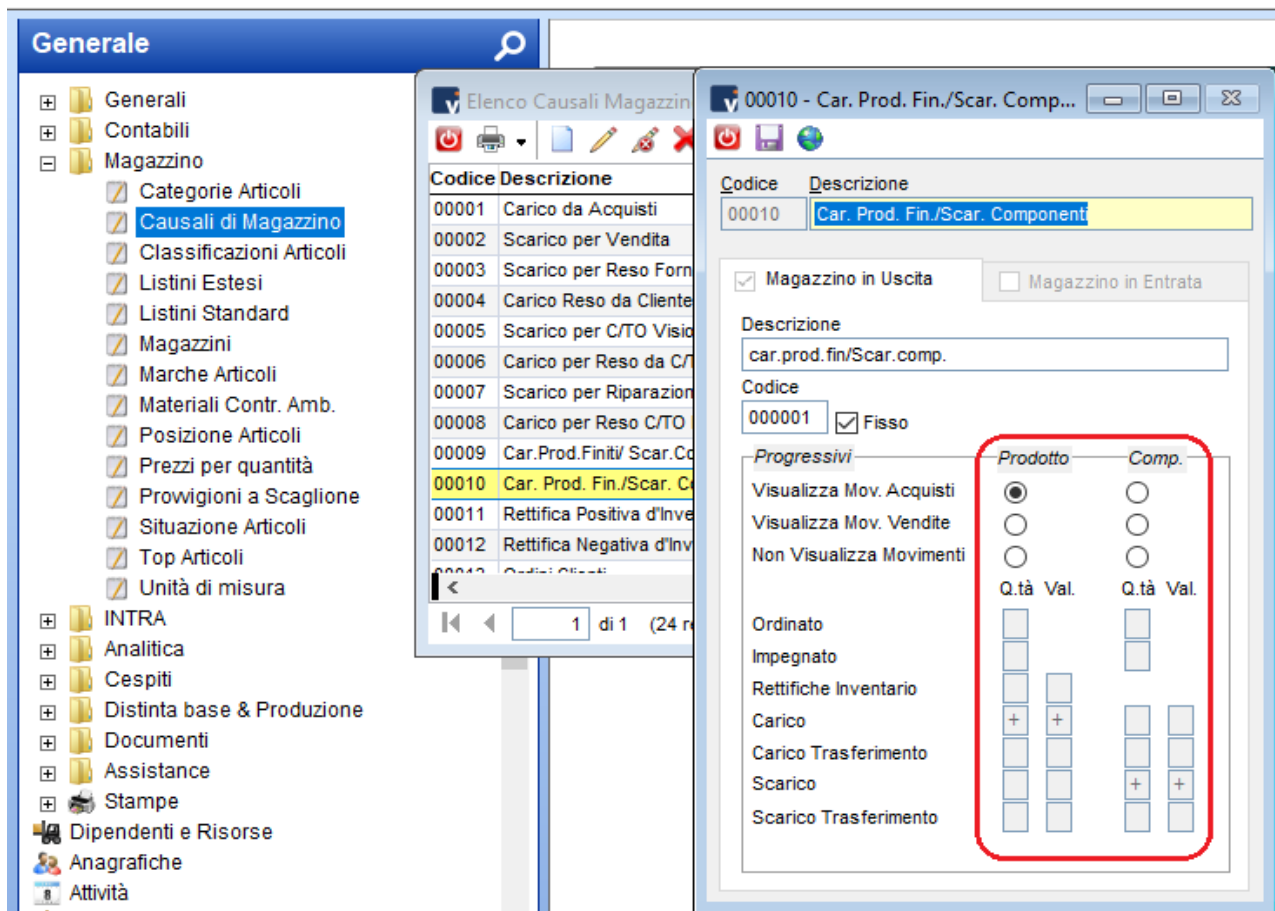 Generale
Generali
Contabili
Magazzino
Categorie Articoli
Causali di Magazzino
Classificazioni Articoli
Listini Estesi
Listini Standard
Magazzini
Marche Articoli
Materiali Contr. Amb.
Posizione Articoli
Prezzi per quantità
Provvigioni a Scaglione
Situazione Articoli
Top Articoli
Unità di misura
INTRA
Analitica
Cespiti
Distinta base & Produzione
Documenti
Assistance
Stampe
Dipendenti e Risorse
Anagrafiche
8 Attività
Elenco Causali Magazzin
Codice Descrizione
00001 Carico da Acquisti
00002 Scarico per Vendita
00003 Scarico per Reso Forn
00004 Carico Reso da Cliente
00005 Scarico per C/TO Visio
00006 Carico per Reso da C/T
00007 Scarico per Riparazion
00008 Carico per Reso C/TO
00009 Car.Prod.Finiti/ Scar.Co
00010 Car. Prod. Fin./Scar. Co
00011 Rettifica Positiva d'Inve
00012 Rettifica Negativa d'Inv
00013 Ordini Clienti
1 di 1 (24 re
00010 - Car. Prod. Fin./Scar. Comp...
Codice Descrizione
00010 Car. Prod. Fin./Scar. Componenti
Magazzino in Uscita Magazzino in Entrata
Descrizione
car.prod.fin/Scar.comp.
Codice
000001 Fisso
Progressivi Prodotto Comp.
Visualizza Mov. Acquisti
Visualizza Mov. Vendite
Non Visualizza Movimenti
Q.tà Val. Q.tà Val.
Ordinato
Impegnato
Rettifiche Inventario
Carico + +
Carico Trasferimento
Scarico + +
Scarico Trasferimento